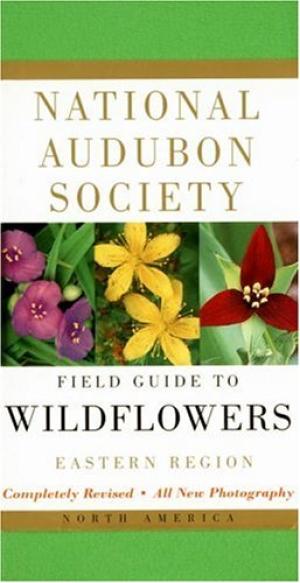 NATIONAL
AUDUBON
SOCIETY
FIELD GUIDE TO
WILDFLOWERS
EASTERN REGION
Completely Revised • All New Photography
NORTH AMERICA